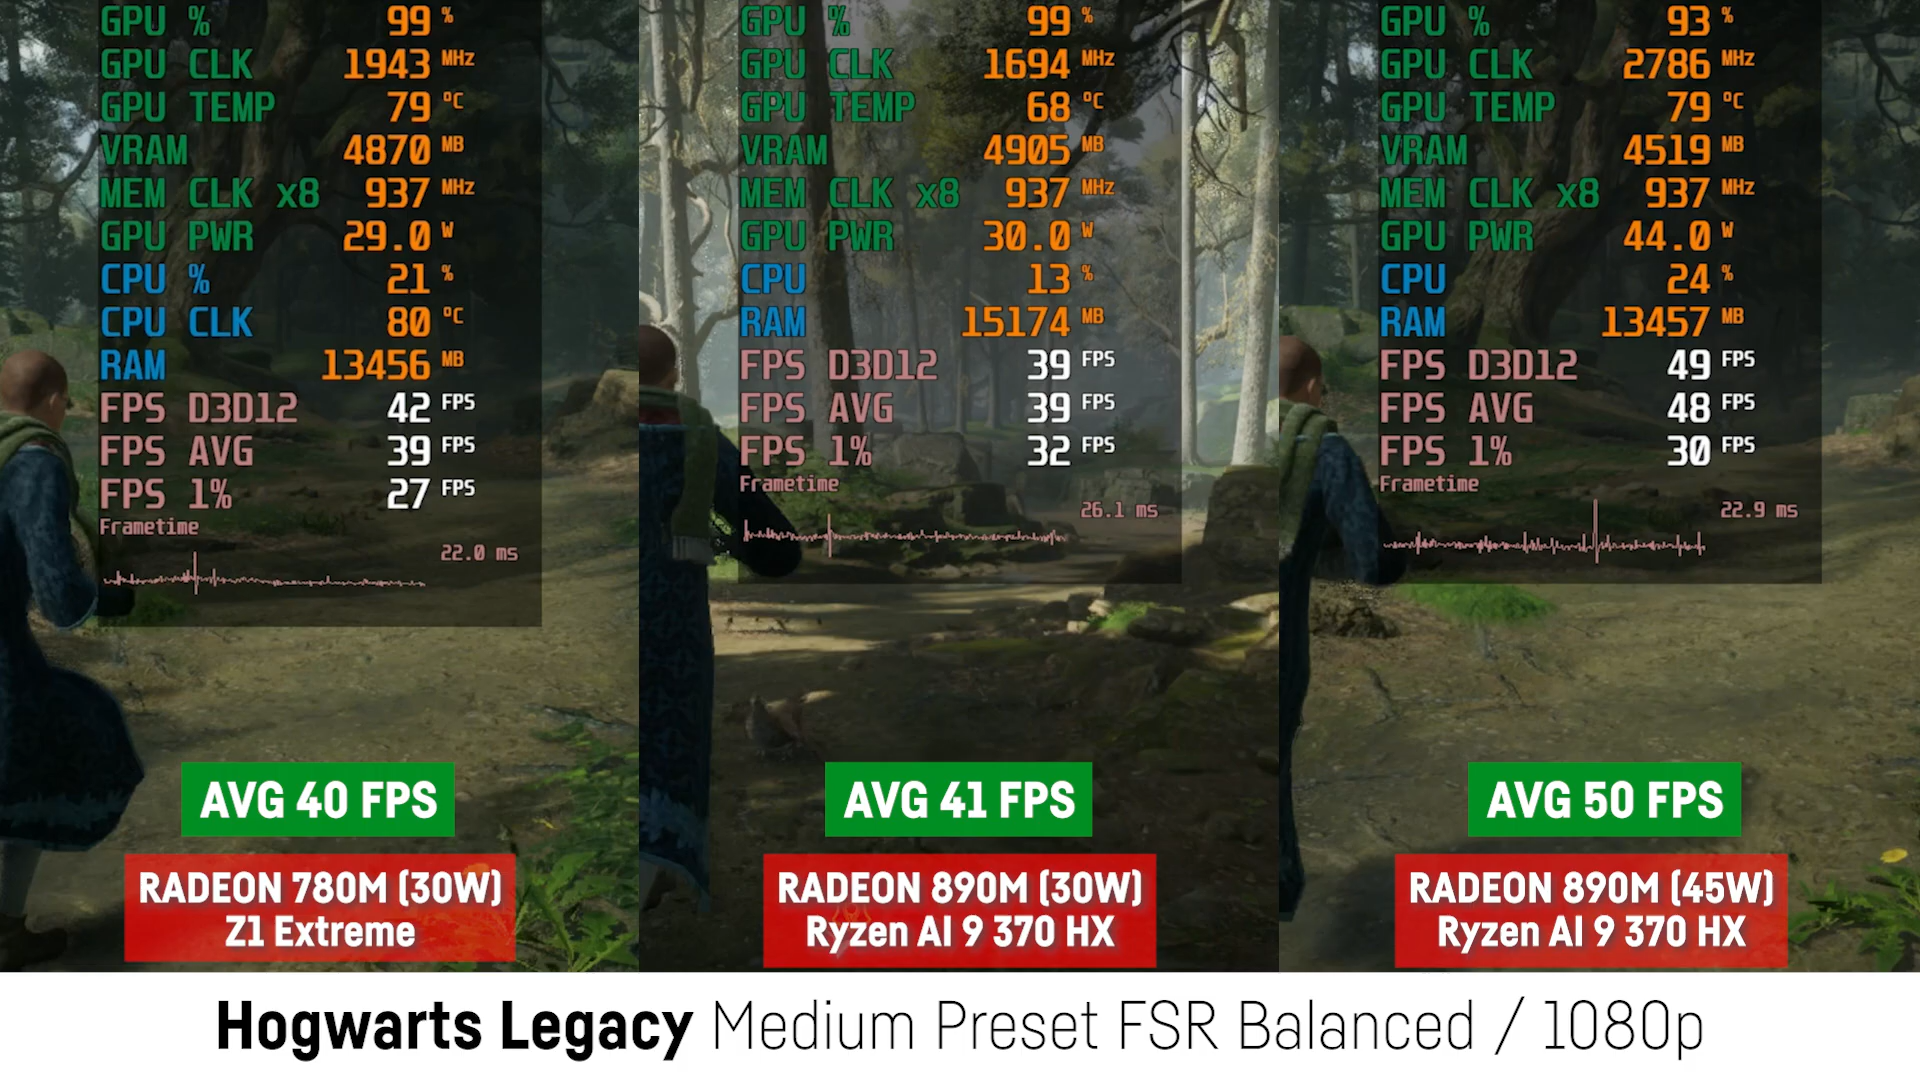 GPU % 99 %
GPU CLK 1943 MHz
GPU TEMP 79 ºC
VRAM 4870 MB
MEM CLK x8 937 MHz
GPU PWR 29.0 W
CPU % 21 %
CPU CLK 80 ºC
RAM 13456 MB
FPS D3D12 42 FPS
FPS AVG 39 FPS
FPS 1% 27 FPS
Frametime
22.0 ms
AVG 40 FPS
RADEON 780M (30W)
Z1 Extreme
GPU % 99 %
GPU CLK 1694 MHz
GPU TEMP 68 ºC
VRAM 4905 MB
MEM CLK x8 937 MHz
GPU PWR 30.0 W
CPU 13 %
RAM 15174 MB
FPS D3D12 39 FPS
FPS AVG 39 FPS
FPS 1% 32 FPS
Frametime
26.1 ms
AVG 41 FPS
RADEON 890M (30W)
Ryzen AI 9 370 HX
GPU % 93 %
GPU CLK 2786 MHz
GPU TEMP 79 ºC
VRAM 4519 MB
MEM CLK x8 937 MHz
GPU PWR 44.0 W
CPU 24 %
RAM 13457 MB
FPS D3D12 49 FPS
FPS AVG 48 FPS
FPS 1% 30 FPS
Frametime
22.9 ms
AVG 50 FPS
RADEON 890M (45W)
Ryzen AI 9 370 HX
Hogwarts Legacy Medium Preset FSR Balanced / 1080p